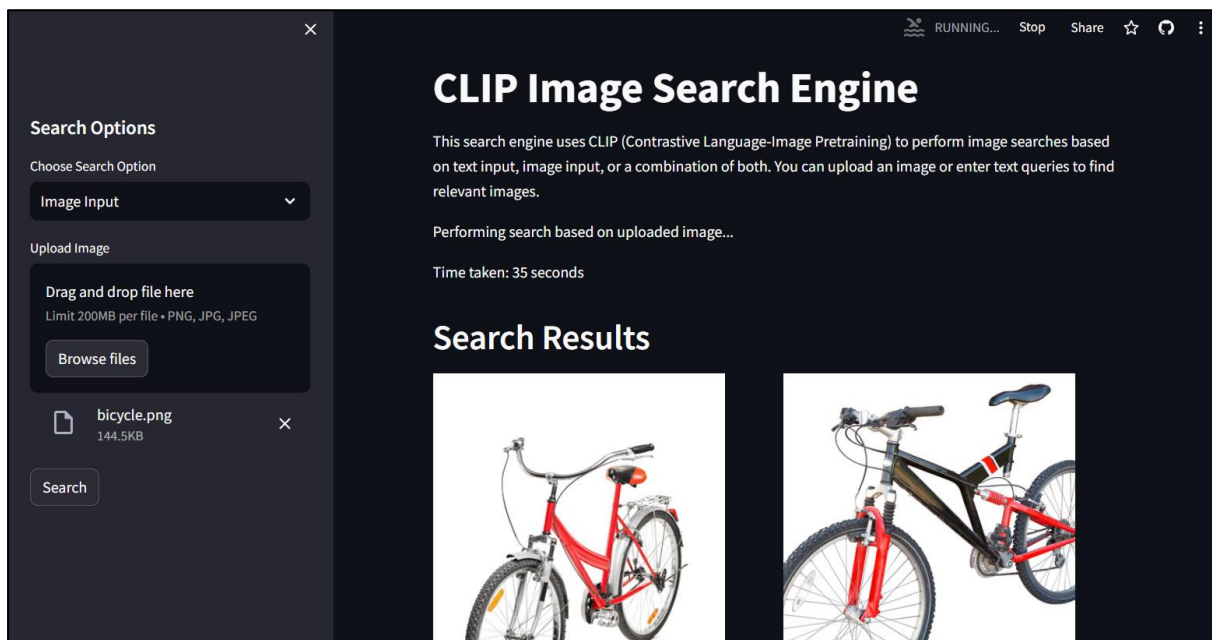 RUNNING...
Stop
Share
Search Options
Choose Search Option
Image Input
Upload Image
Drag and drop file here
Limit 200MB per file • PNG, JPG, JPEG
Browse files
bicycle.png
144.5KB
Search
CLIP Image Search Engine
This search engine uses CLIP (Contrastive Language-Image Pretraining) to perform image searches based
on text input, image input, or a combination of both. You can upload an image or enter text queries to find
relevant images.
Performing search based on uploaded image...
Time taken: 35 seconds
Search Results